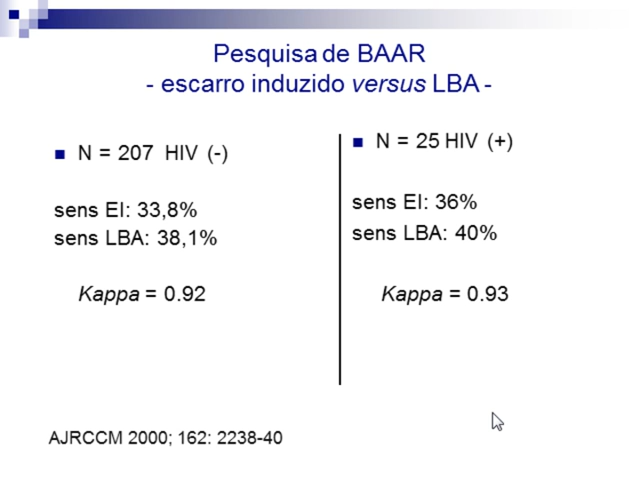 Pesquisa de BAAR
- escarro induzido versus LBA -
N = 207 HIV (-)
sens EI: 33,8%
sens LBA: 38,1%
Kappa = 0.92
N = 25 HIV (+)
sens EI: 36%
sens LBA: 40%
Kappa = 0.93
AJRCCM 2000; 162: 2238-40